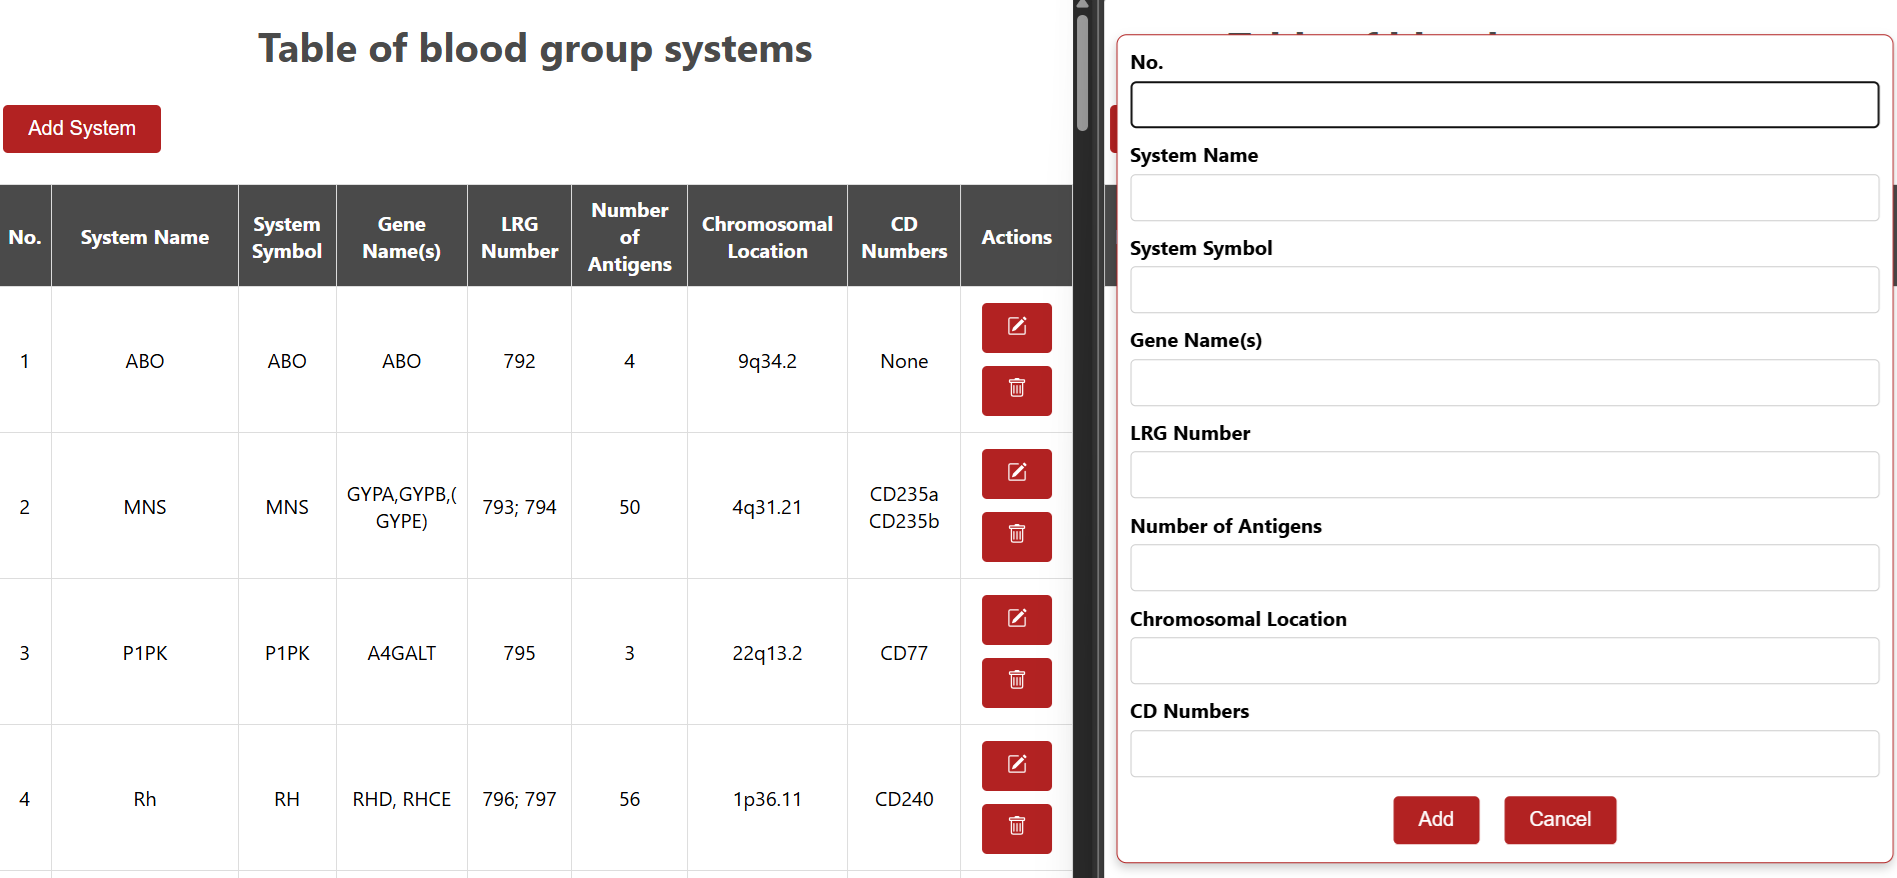 Table of blood group systems
Add System
No.
System Name
System
Symbol
Gene
Name(s)
LRG
Number
Number
of
Antigens
Chromosomal
Location
CD
Numbers
Actions
1
ABO
ABO
ABO
792
4
9q34.2
None
2
MNS
MNS
GYPA,GYPB,(
GYPE)
793; 794
50
4q31.21
CD235a
CD235b
3
P1PK
P1PK
A4GALT
795
3
22q13.2
CD77
4
Rh
RH
RHD, RHCE
796; 797
56
1p36.11
CD240
No.
System Name
System Symbol
Gene Name(s)
LRG Number
Number of Antigens
Chromosomal Location
CD Numbers
Add
Cancel